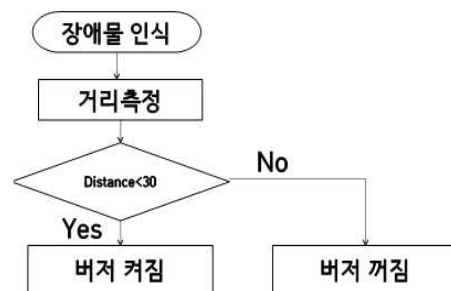 장애물 인식
거리측정
Distance<30
No
Yes
버저 켜짐
버저 꺼짐